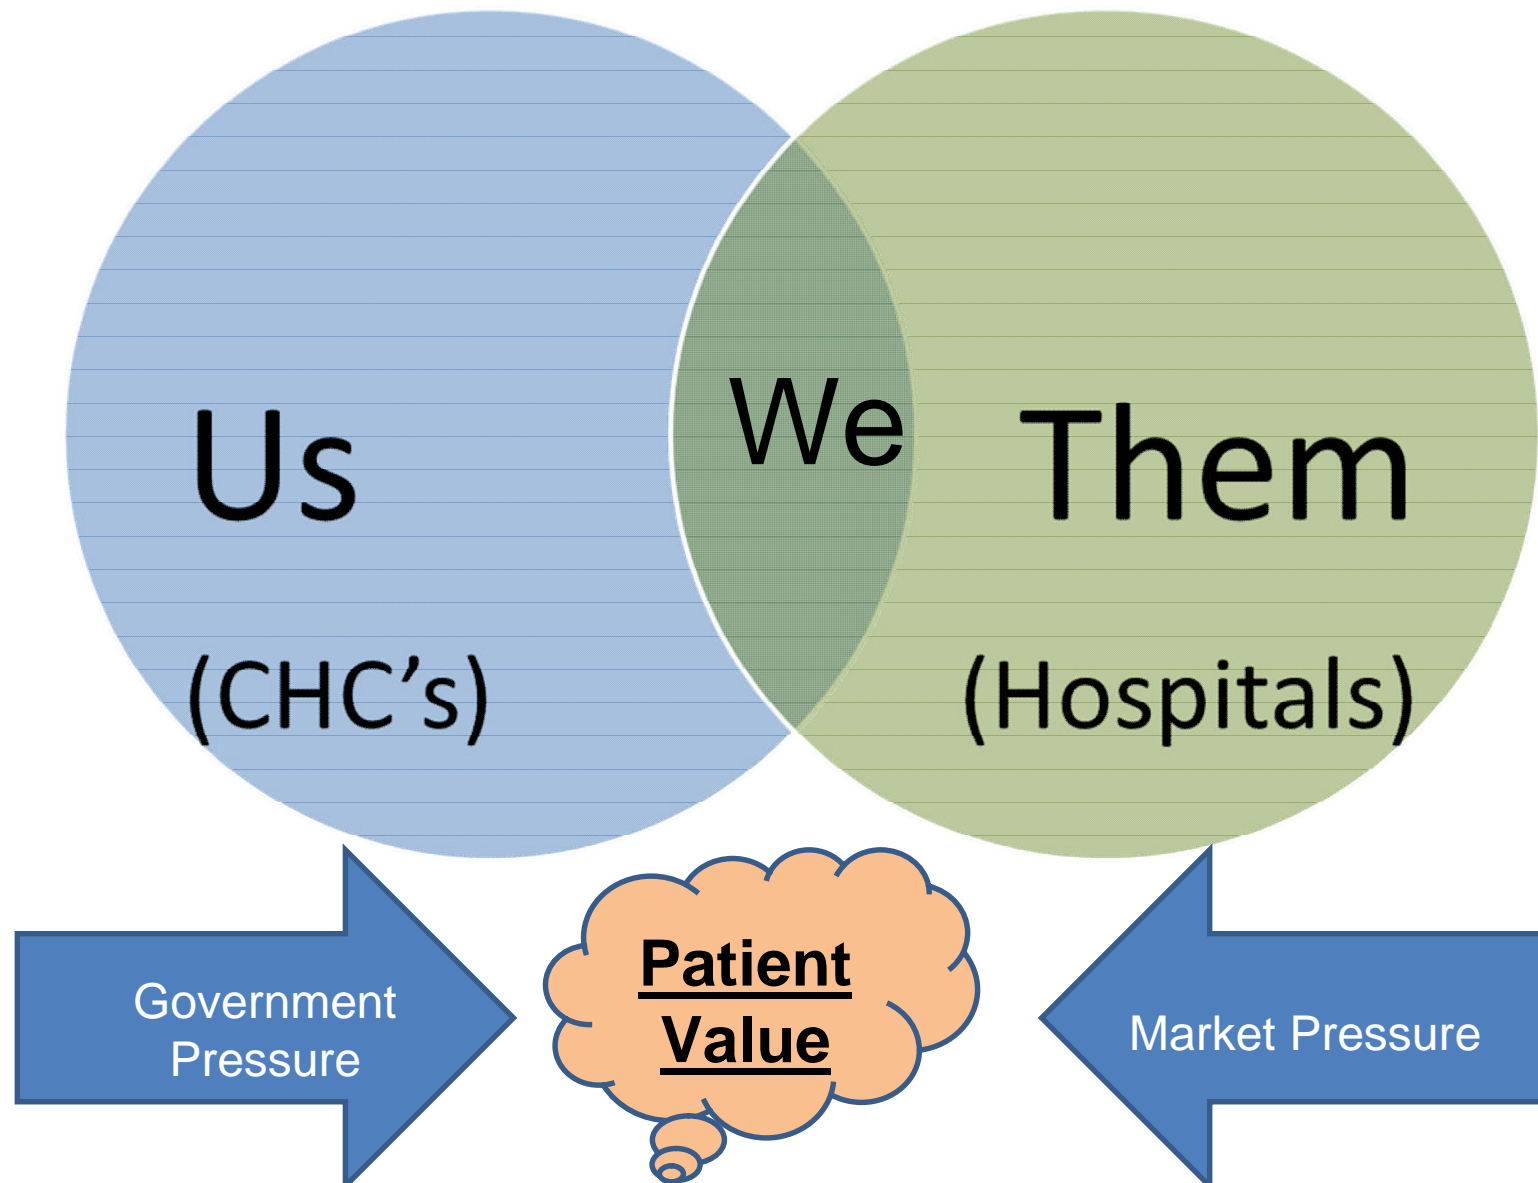 Us
(CHC’s)
We
Them
(Hospitals)
Government
Pressure
Patient
Value
Market Pressure